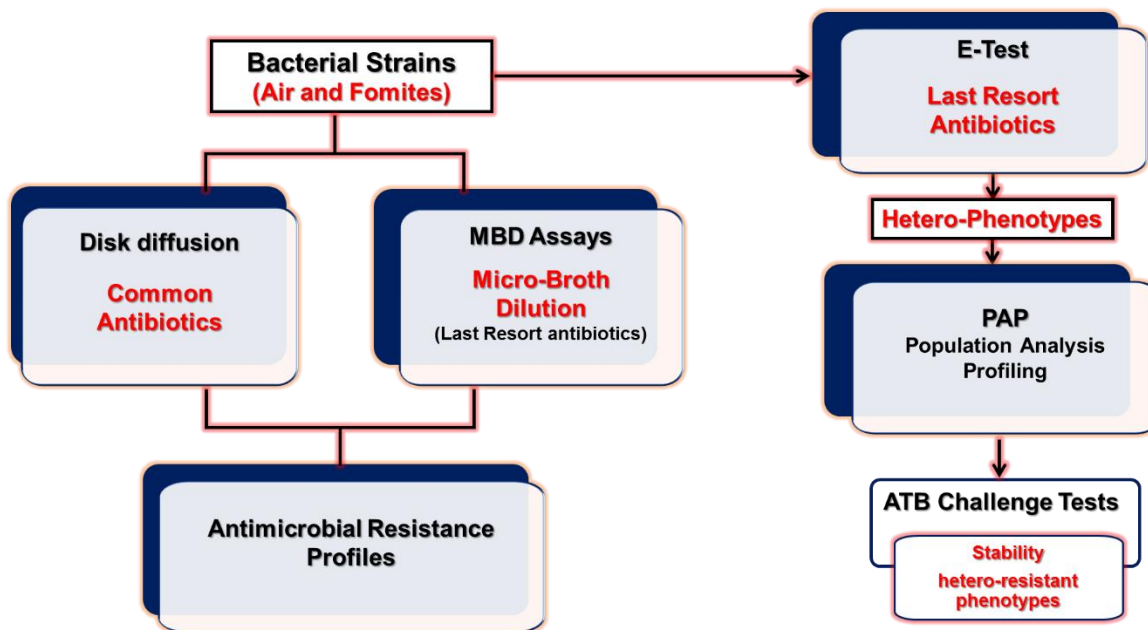 Bacterial Strains
(Air and Fomites)
E-Test
Last Resort
Antibiotics
Disk diffusion
Common
Antibiotics
MBD Assays
Micro-Broth
Dilution
(Last Resort antibiotics)
Hetero-Phenotypes
PAP
Population Analysis
Profiling
Antimicrobial Resistance
Profiles
ATB Challenge Tests
Stability
hetero-resistant
phenotypes